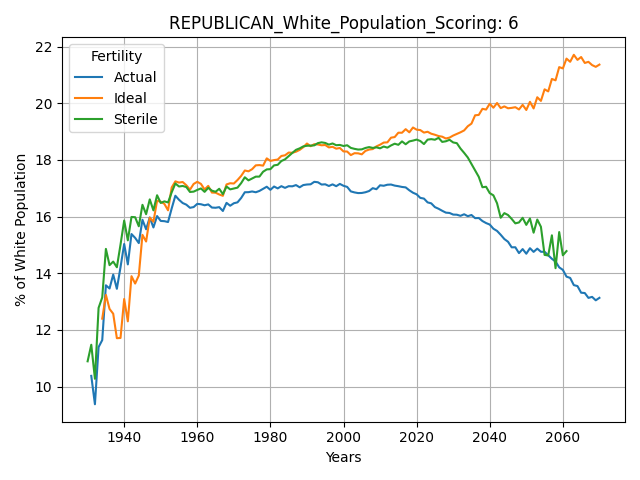 REPUBLICAN_White_Population_Scoring: 6
Fertility
Actual
Ideal
Sterile
% of White Population
22
20
18
16
14
12
10
1940 1960 1980 2000 2020 2040 2060
Years